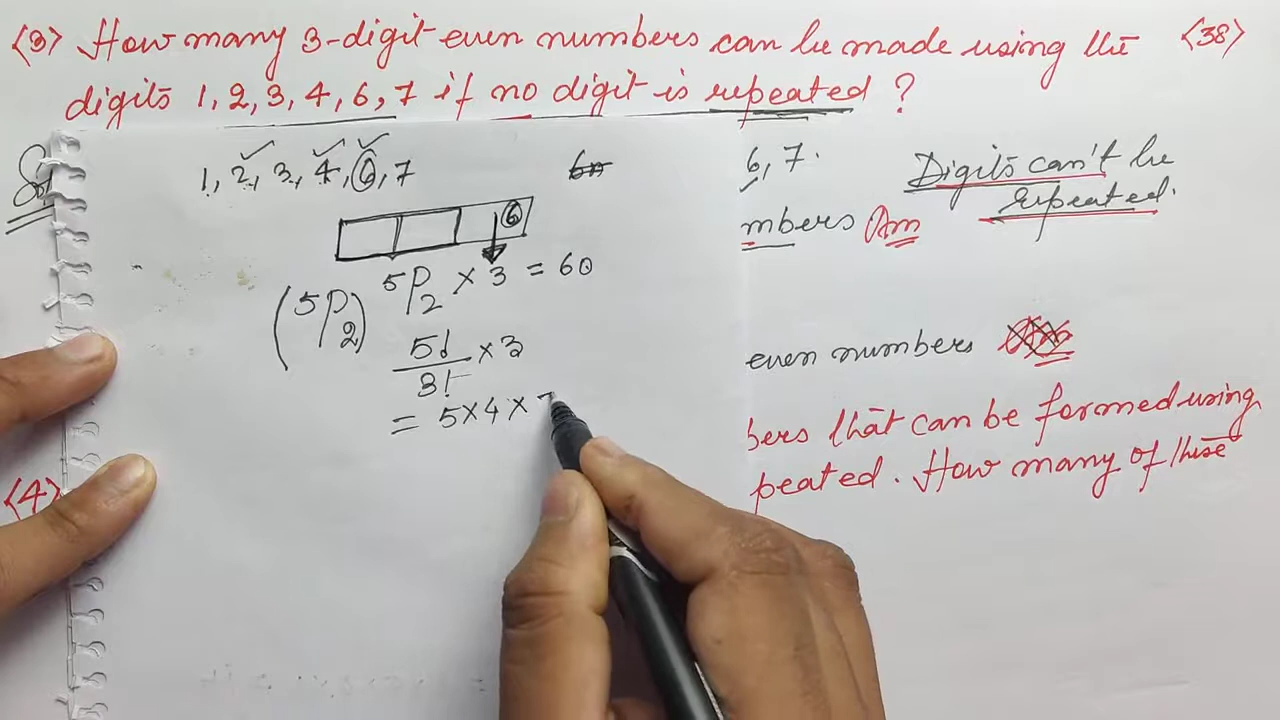 (3) How many 3-digit even numbers can be made using the (38)
digits 1, 2, 3, 4, 6, 7 if no digit is repeated ?
1, 2, 3, 4, 6, 7
6, 7.
Digits can't be
repeated.
6
mbers Ans
5P2 × 3 = 60
(5P2)
5!/3! × 3
even numbers
= 5×4×
bers that can be formed using
(4)
peated. How many of these